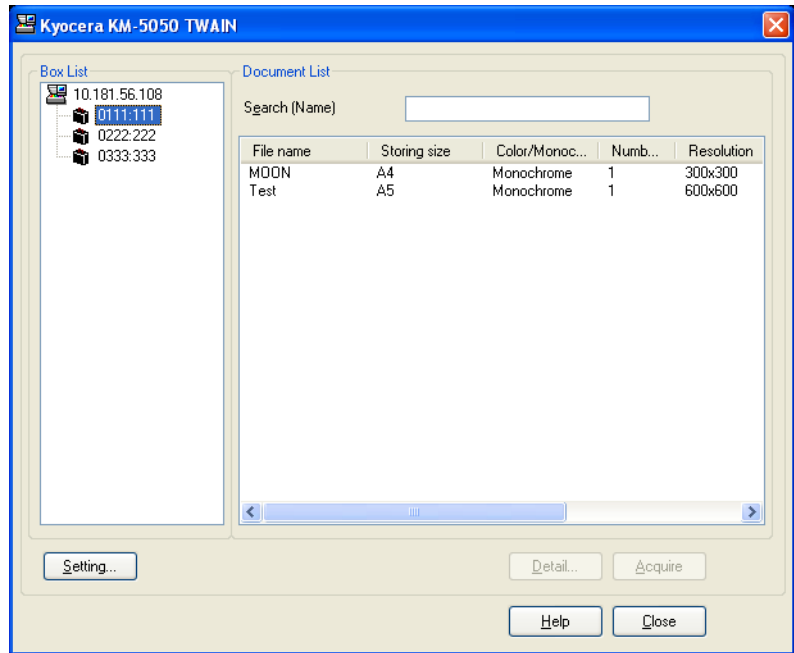 Kyocera KM-5050 TWAIN
Box List
10.181.56.108
0111:111
0222:222
0333:333
Document List
Search (Name)
File name Storing size Color/Monoc... Numb... Resolution
MOON A4 Monochrome 1 300x300
Test A5 Monochrome 1 600x600
Setting...
Detail... Acquire
Help Close